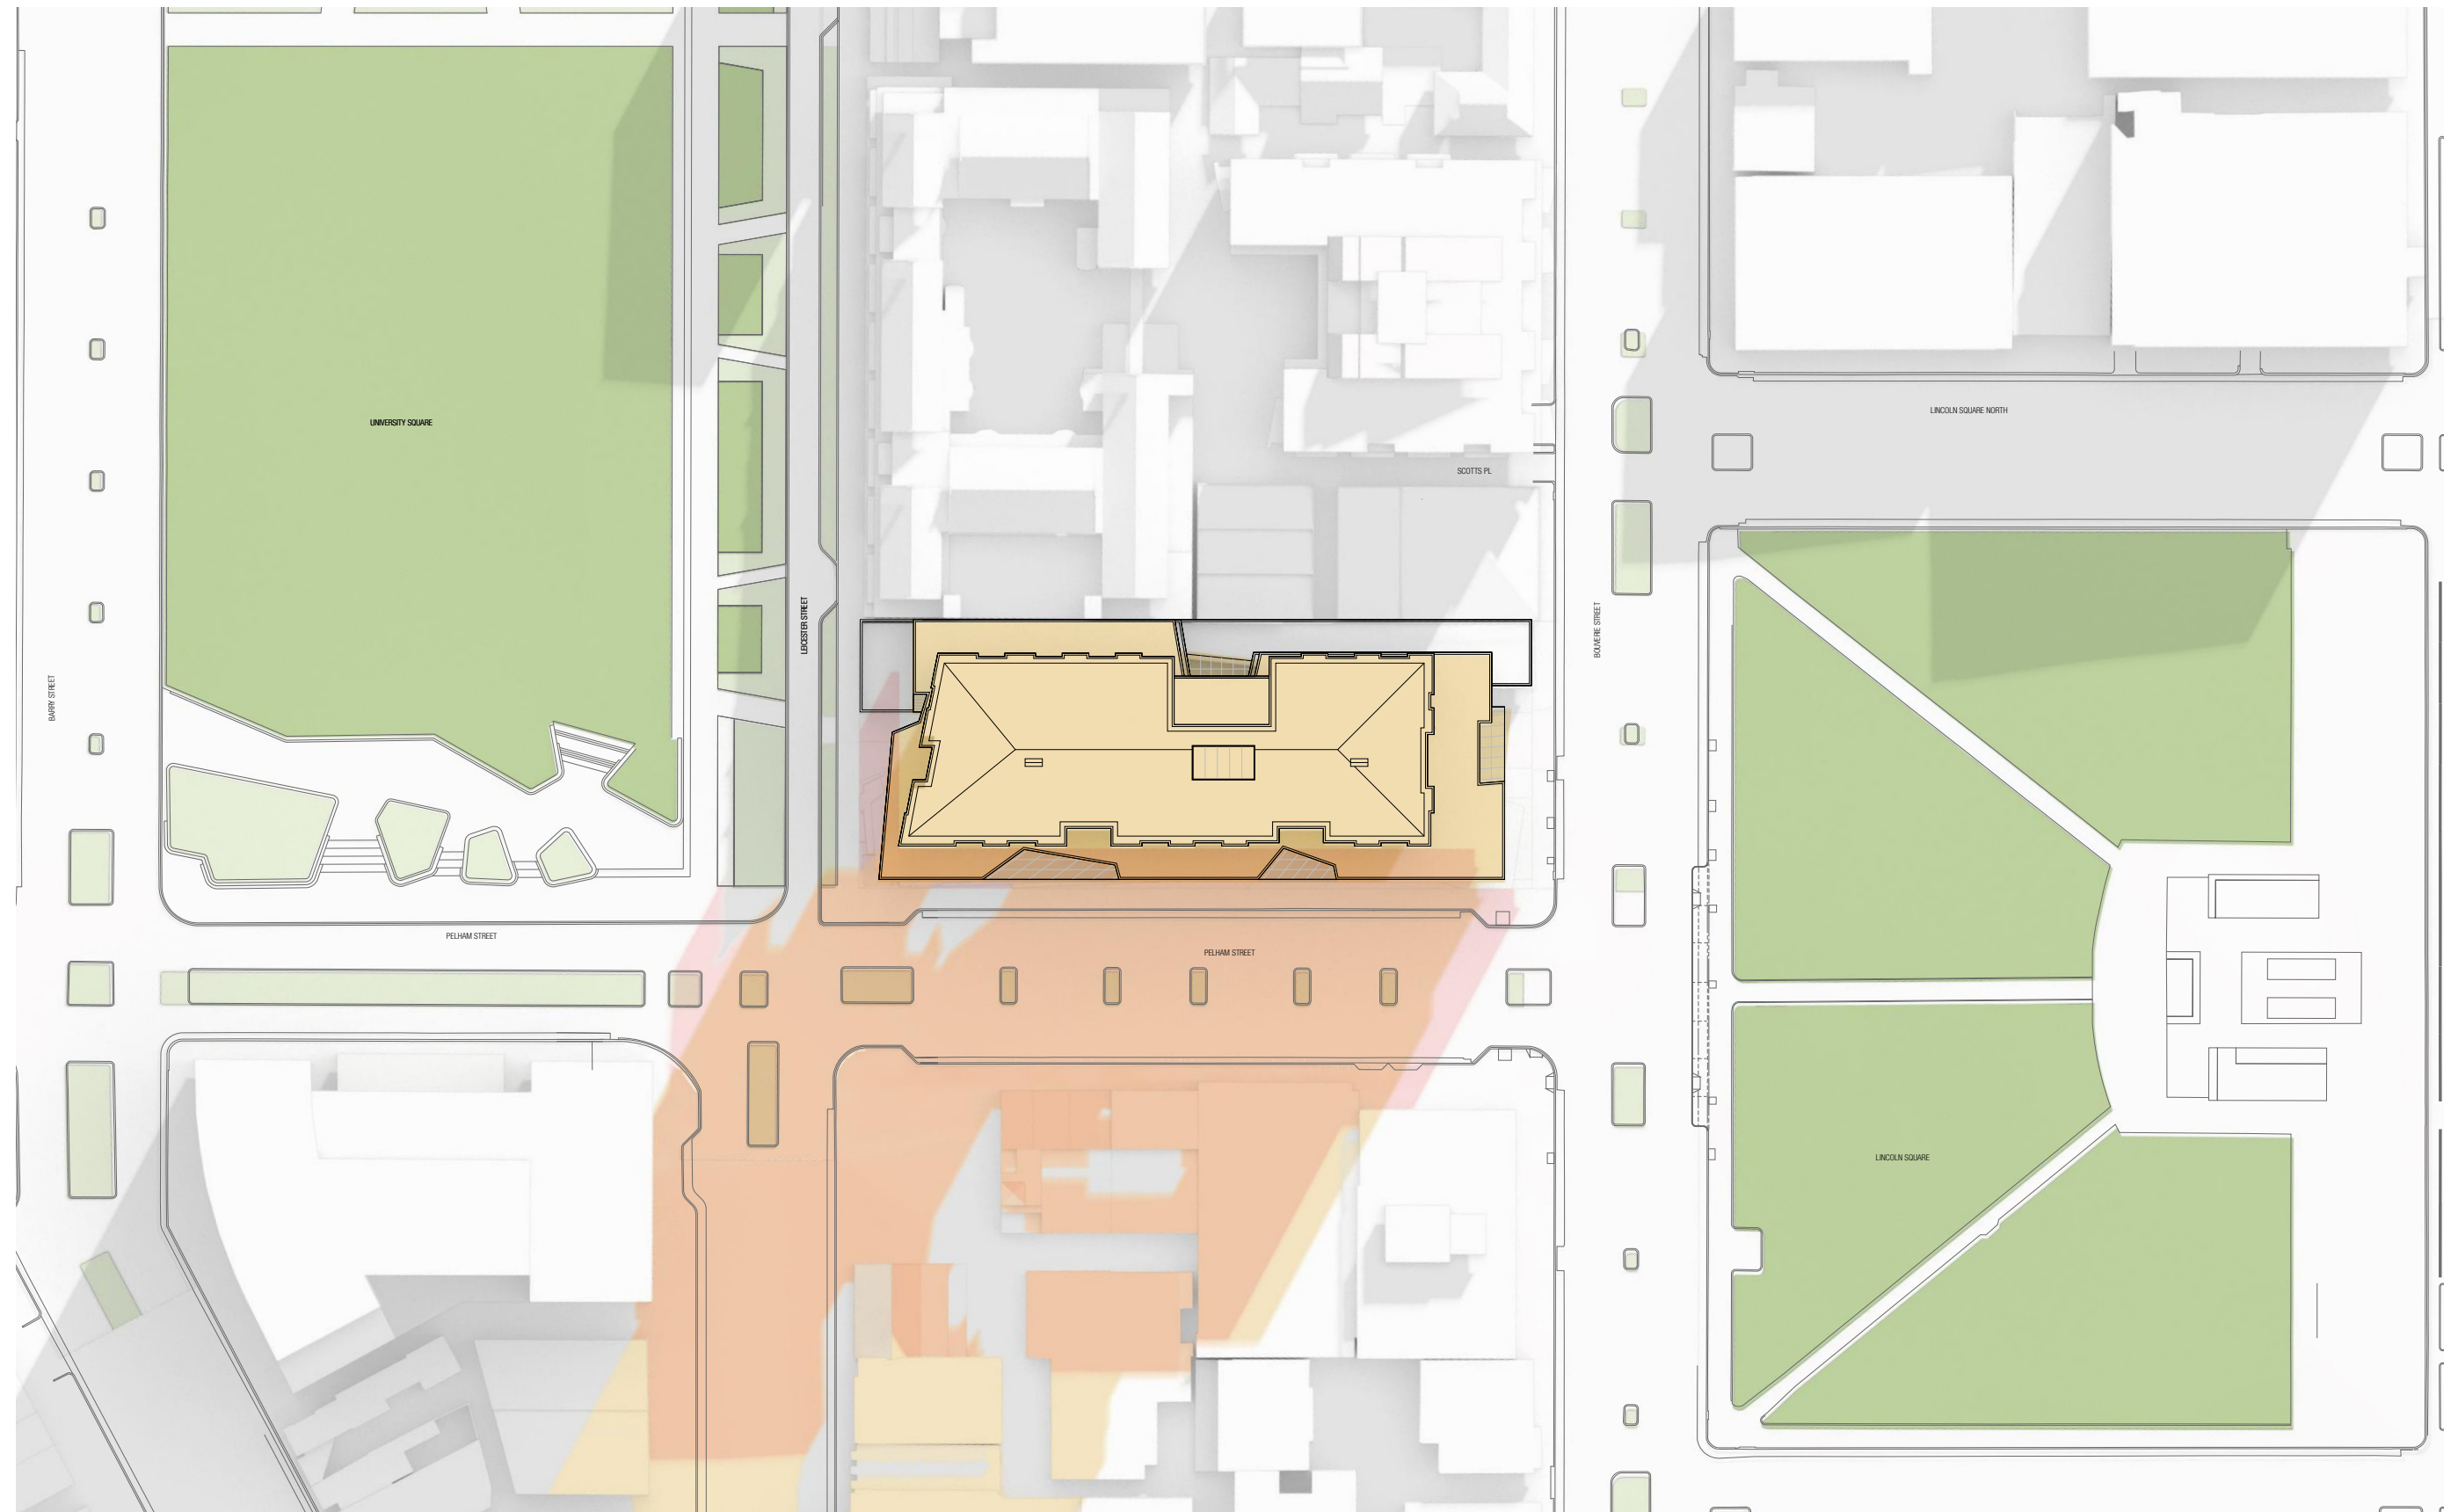 UNIVERSITY SQUARE
LINCOLN SQUARE NORTH
SCOTTS PL
LEICESTER STREET
BOUVERIE STREET
BARRY STREET
PELHAM STREET
PELHAM STREET
LINCOLN SQUARE